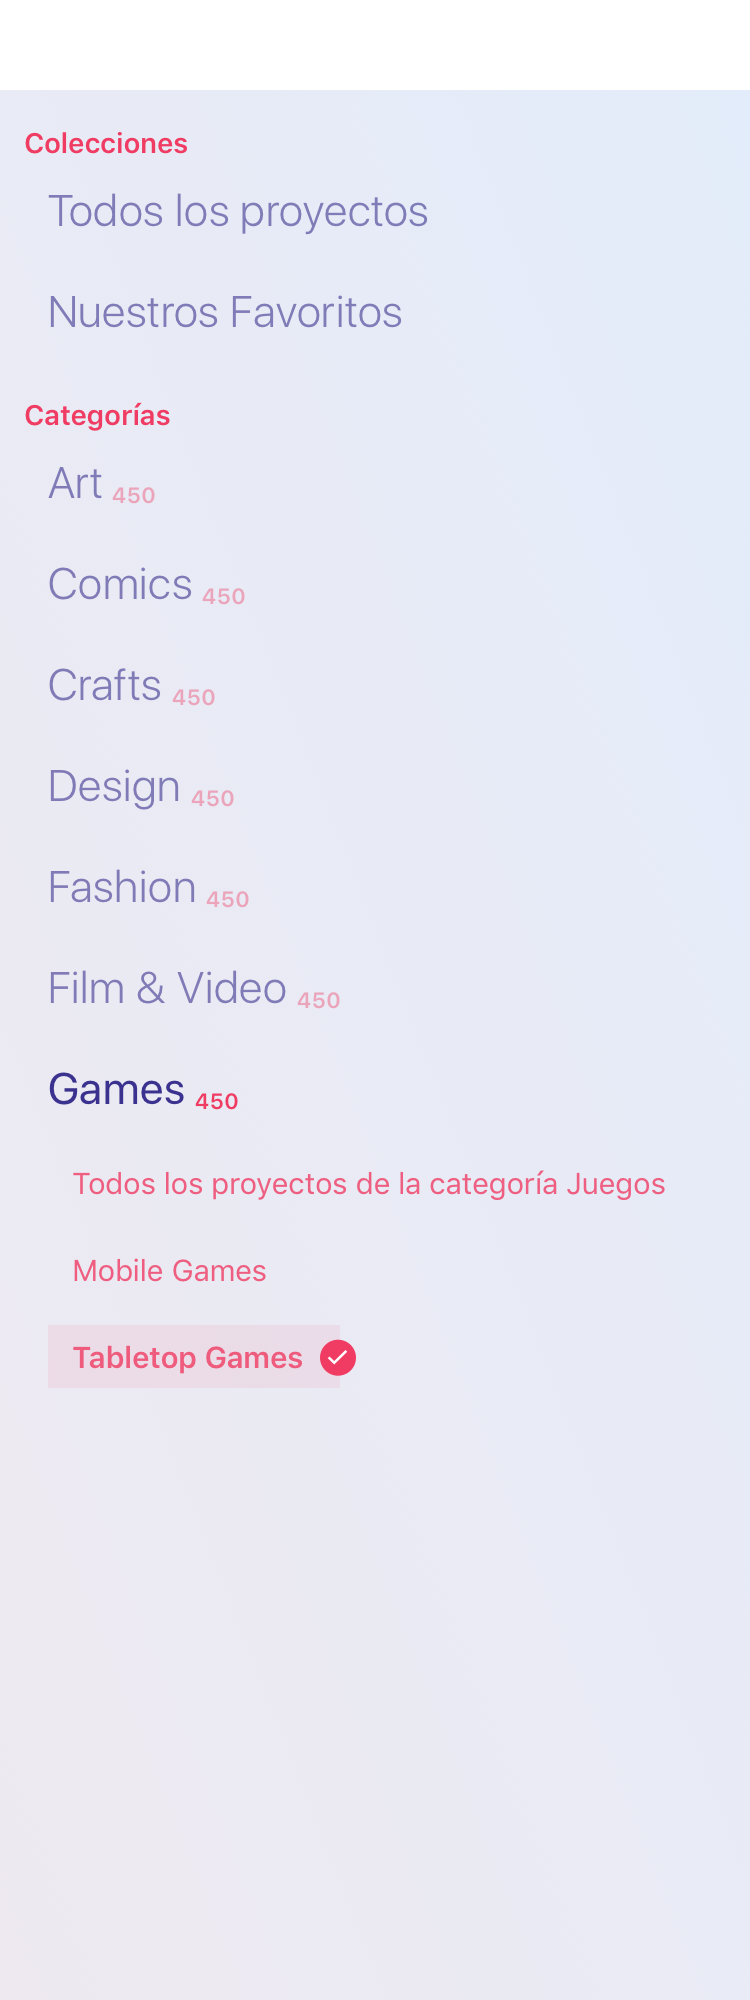 Colecciones
Todos los proyectos
Nuestros Favoritos
Categorías
Art 450
Comics 450
Crafts 450
Design 450
Fashion 450
Film & Video 450
Games 450
Todos los proyectos de la categoría Juegos
Mobile Games
Tabletop Games